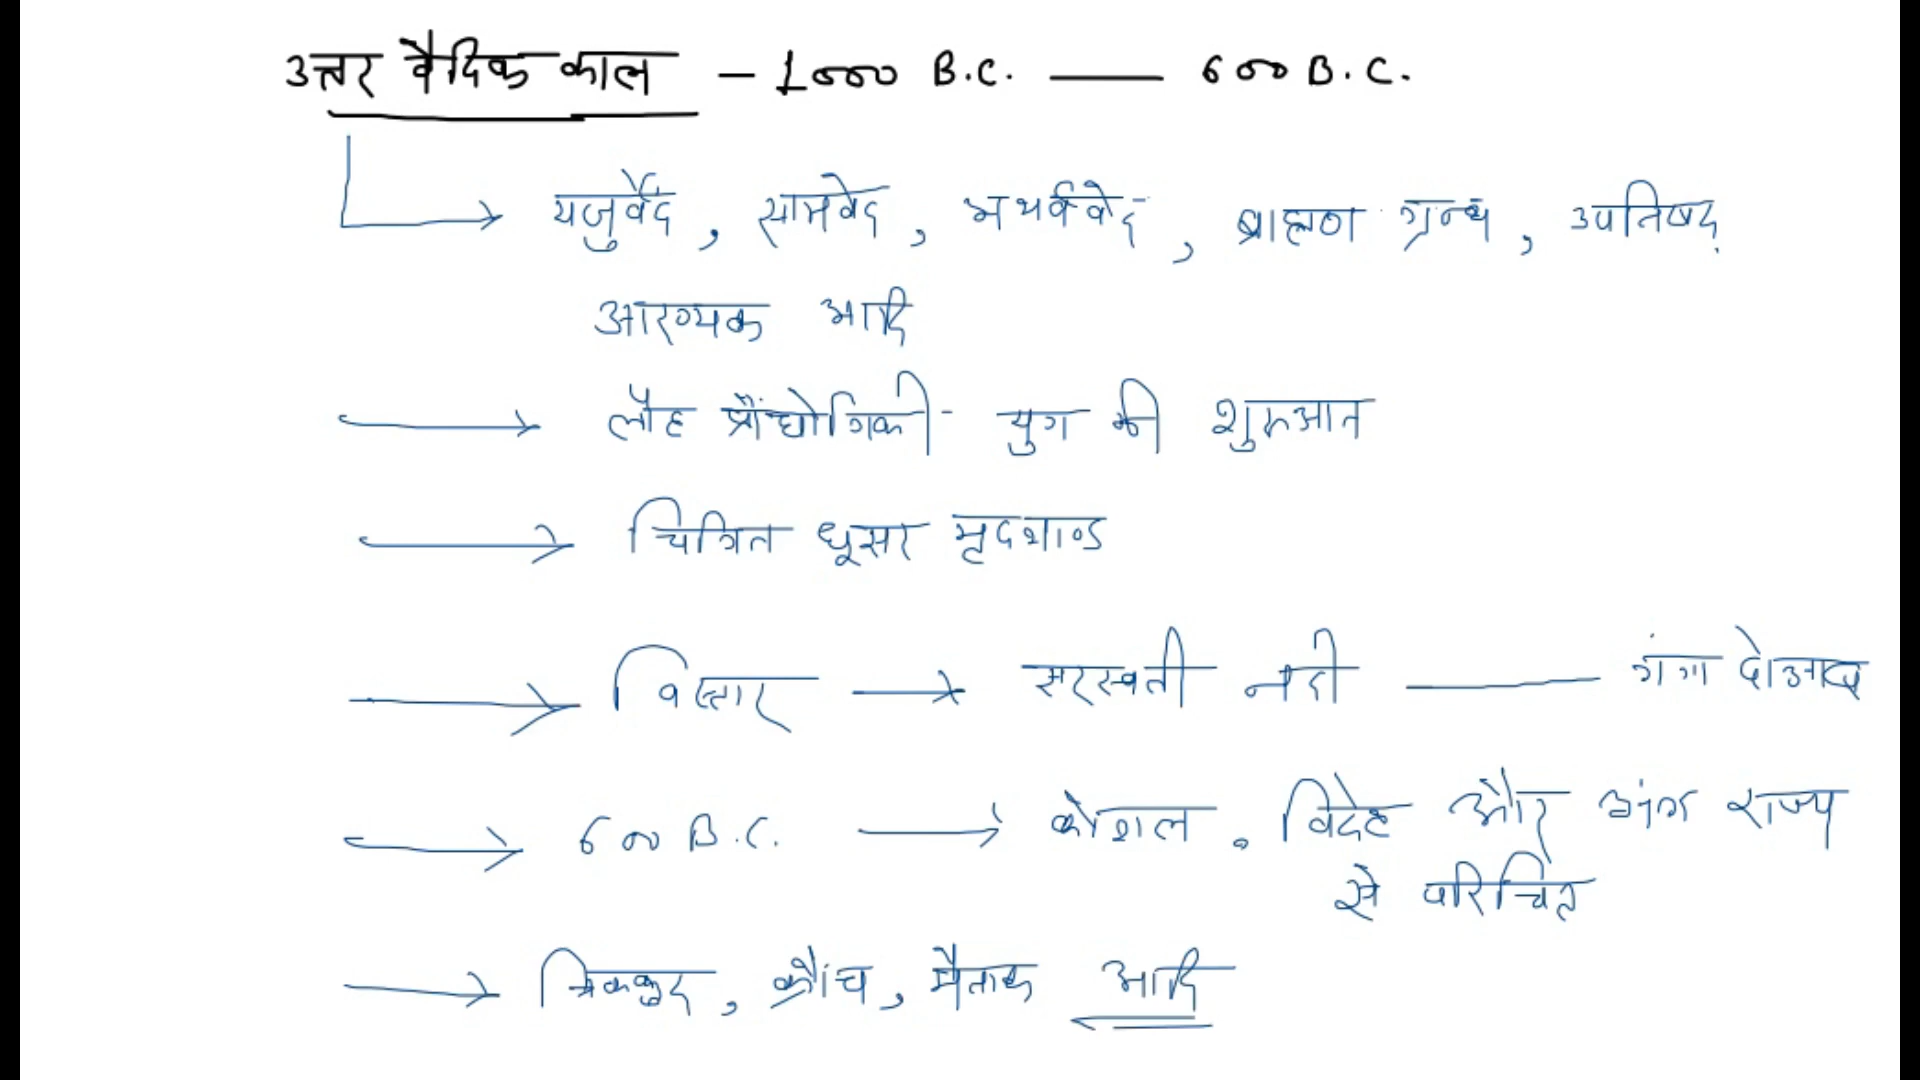 उत्तर वैदिक काल – 1000 B.C. — 600 B.C.
यजुर्वेद, सामवेद, अथर्ववेद, ब्राह्मण ग्रन्थ, उपनिषद्
आरण्यक आदि
लौह प्रौद्योगिकी युग की शुरुआत
चित्रित धूसर मृदभाण्ड
विस्तार → सरस्वती नदी — गंगा दोआब
600 B.C. → कोशल, विदेह और अंग राज्य
से परिचित
त्रिककुद, क्रौंच, मैनाक आदि